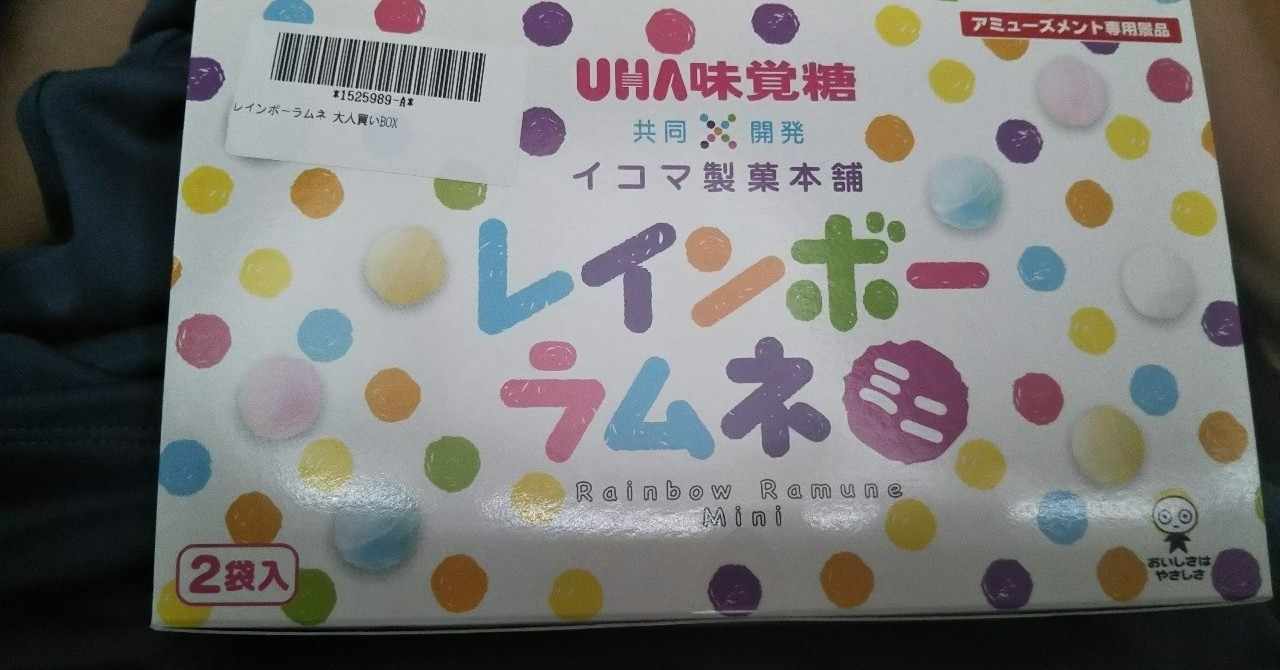 アミューズメント専用景品
*1525989-A*
レインボーラムネ 大人買いBOX
UHA味覚糖
共同 開発
イコマ製菓本舗
レインボー
ラムネ ミニ
Rainbow Ramune
Mini
2袋入
おいしさは
やさしさ